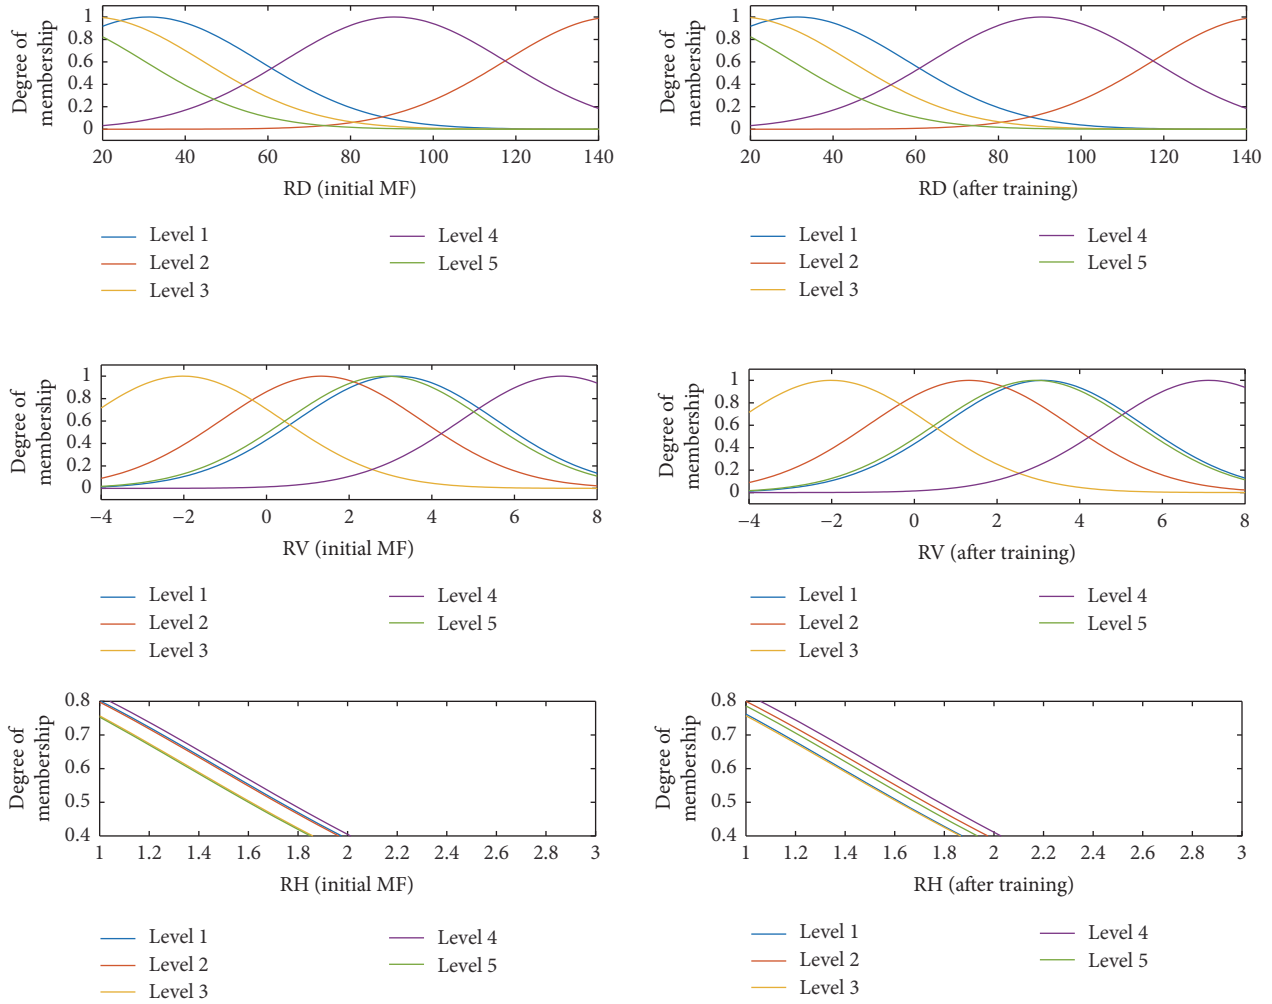 Degree of
membership
1
0.8
0.6
0.4
0.2
0
20 40 60 80 100 120 140
RD (initial MF)
Level 1
Level 2
Level 3
Level 4
Level 5
Degree of
membership
1
0.8
0.6
0.4
0.2
0
20 40 60 80 100 120 140
RD (after training)
Level 1
Level 2
Level 3
Level 4
Level 5
Degree of
membership
1
0.8
0.6
0.4
0.2
0
−4 −2 0 2 4 6 8
RV (initial MF)
Level 1
Level 2
Level 3
Level 4
Level 5
Degree of
membership
1
0.8
0.6
0.4
0.2
0
−4 −2 0 2 4 6 8
RV (after training)
Level 1
Level 2
Level 3
Level 4
Level 5
Degree of
membership
0.8
0.7
0.6
0.5
0.4
1 1.2 1.4 1.6 1.8 2 2.2 2.4 2.6 2.8 3
RH (initial MF)
Level 1
Level 2
Level 3
Level 4
Level 5
Degree of
membership
0.8
0.7
0.6
0.5
0.4
1 1.2 1.4 1.6 1.8 2 2.2 2.4 2.6 2.8 3
RH (after training)
Level 1
Level 2
Level 3
Level 4
Level 5